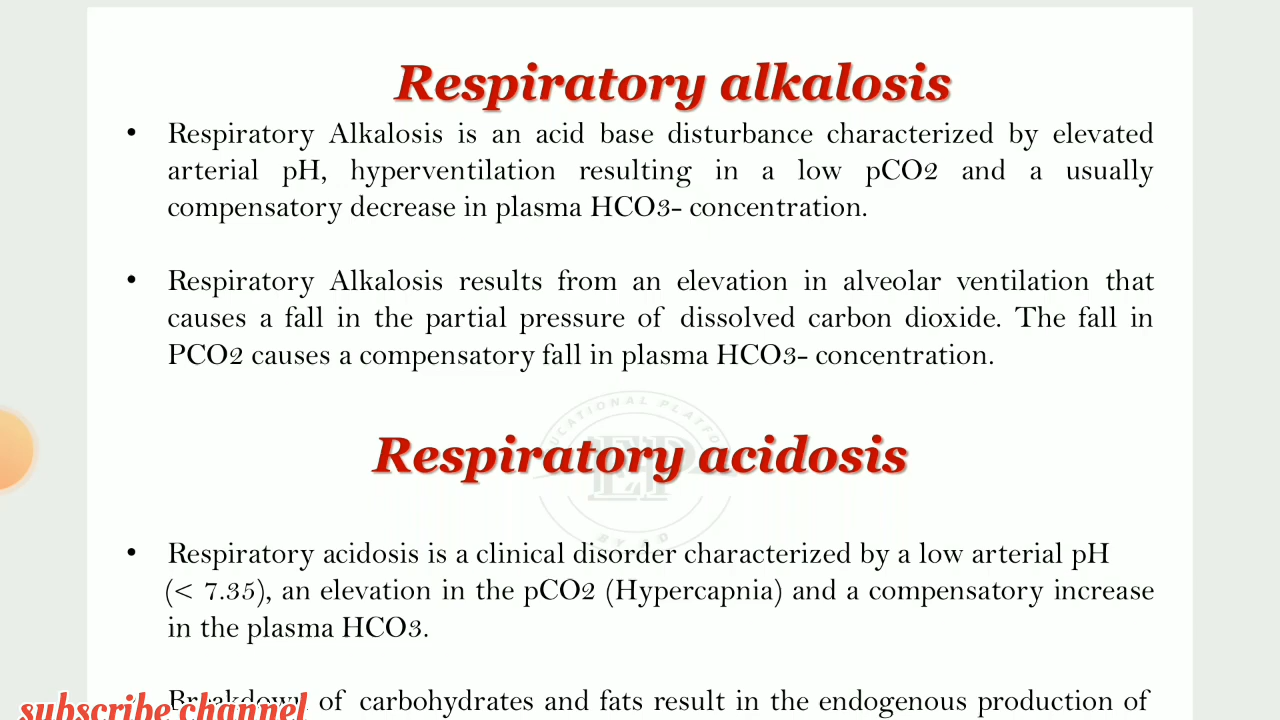 Respiratory alkalosis
• Respiratory Alkalosis is an acid base disturbance characterized by elevated
arterial pH, hyperventilation resulting in a low pCO2 and a usually
compensatory decrease in plasma HCO3- concentration.
• Respiratory Alkalosis results from an elevation in alveolar ventilation that
causes a fall in the partial pressure of dissolved carbon dioxide. The fall in
PCO2 causes a compensatory fall in plasma HCO3- concentration.
UCATIONAL PLATFO
EP
Respiratory acidosis
• Respiratory acidosis is a clinical disorder characterized by a low arterial pH
(< 7.35), an elevation in the pCO2 (Hypercapnia) and a compensatory increase
in the plasma HCO3.
Breakdown of carbohydrates and fats result in the endogenous production of
subscribe channel